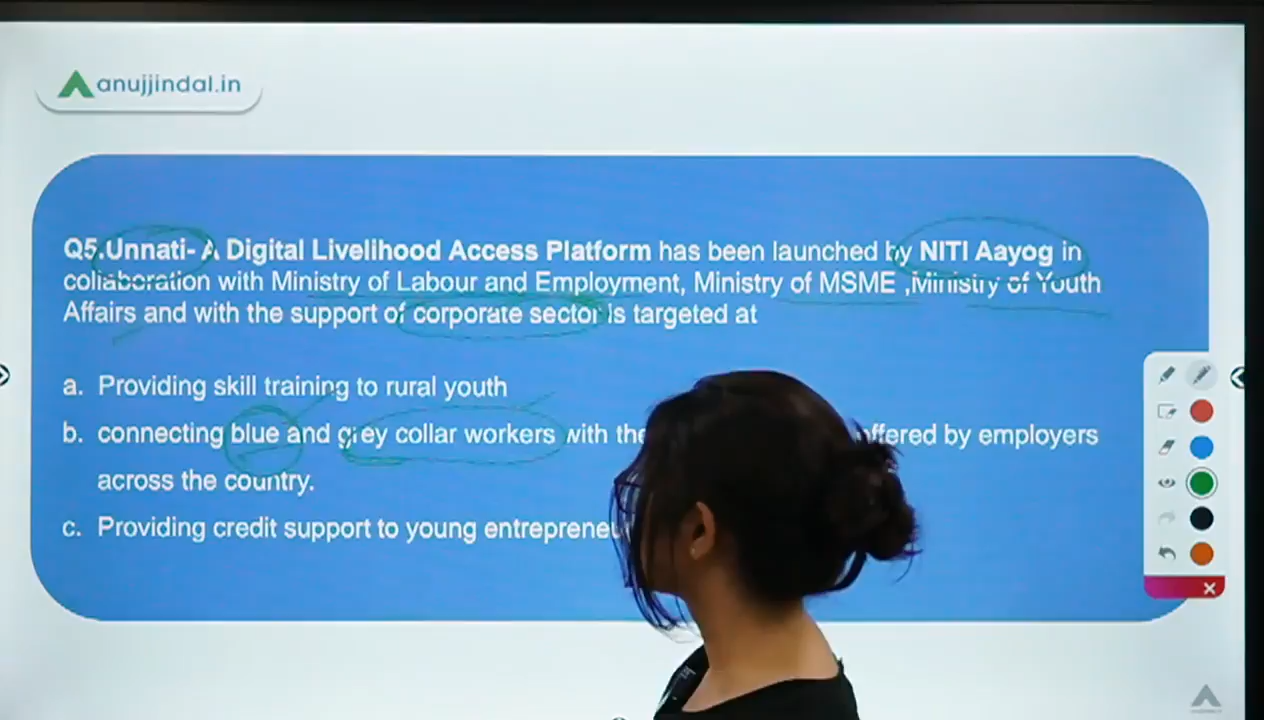 anujjindal.in
Q5.Unnati- A Digital Livelihood Access Platform has been launched by NITI Aayog in
collaboration with Ministry of Labour and Employment, Ministry of MSME ,Ministry of Youth
Affairs and with the support of corporate sector is targeted at
a. Providing skill training to rural youth
b. connecting blue and grey collar workers with the offered by employers
across the country.
c. Providing credit support to young